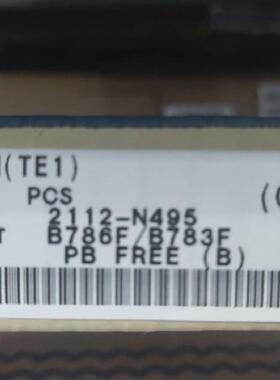 (TE1)
PCS (
2112-N495
T B786F/B783F
PB FREE (B)